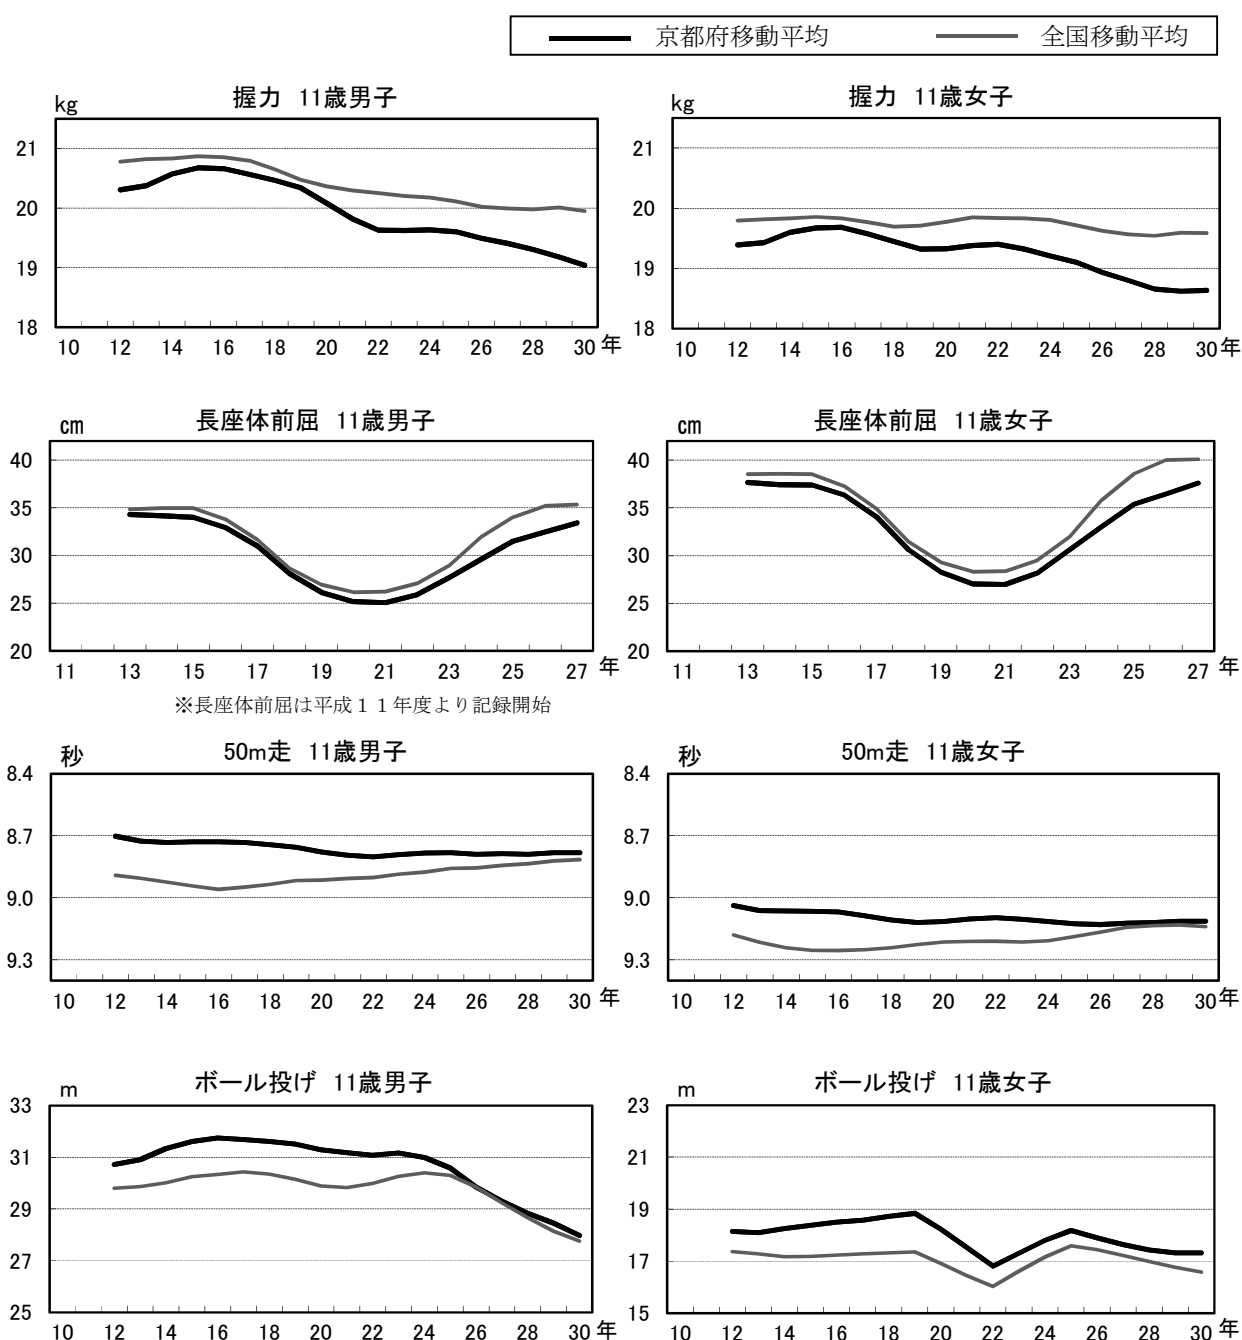 京都府移動平均 全国移動平均
握力 11歳男子
kg
21
20
19
18
10 12 14 16 18 20 22 24 26 28 30 年
握力 11歳女子
kg
21
20
19
18
10 12 14 16 18 20 22 24 26 28 30 年
長座体前屈 11歳男子
cm
40
35
30
25
20
11 13 15 17 19 21 23 25 27 年
※長座体前屈は平成11年度より記録開始
長座体前屈 11歳女子
cm
40
35
30
25
20
11 13 15 17 19 21 23 25 27 年
50m走 11歳男子
秒
8.4
8.7
9.0
9.3
10 12 14 16 18 20 22 24 26 28 30 年
50m走 11歳女子
秒
8.4
8.7
9.0
9.3
10 12 14 16 18 20 22 24 26 28 30 年
ボール投げ 11歳男子
m
33
31
29
27
25
10 12 14 16 18 20 22 24 26 28 30 年
ボール投げ 11歳女子
m
23
21
19
17
15
10 12 14 16 18 20 22 24 26 28 30 年